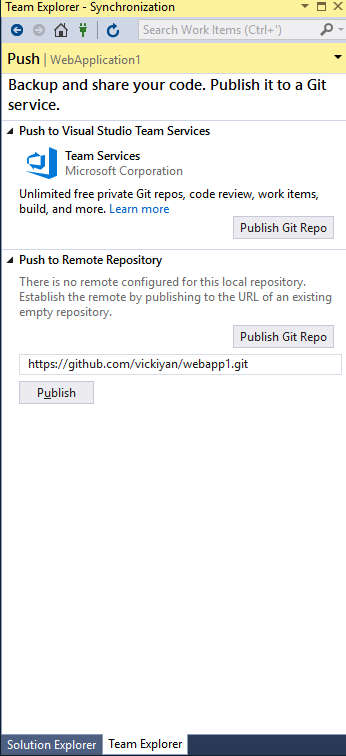 Team Explorer - Synchronization
Search Work Items (Ctrl+')
Push | WebApplication1
Backup and share your code. Publish it to a Git
service.
Push to Visual Studio Team Services
Team Services
Microsoft Corporation
Unlimited free private Git repos, code review, work items,
build, and more. Learn more
Publish Git Repo
Push to Remote Repository
There is no remote configured for this local repository.
Establish the remote by publishing to the URL of an existing
empty repository.
Publish Git Repo
https://github.com/vickiyan/webapp1.git
Publish
Solution Explorer Team Explorer